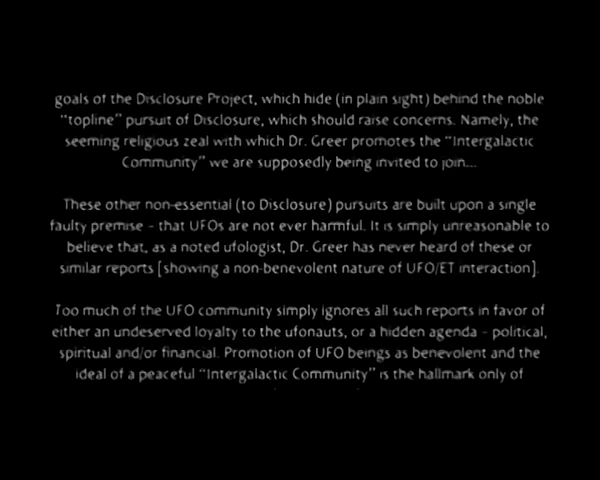 goals of the Disclosure Project, which hide (in plain sight) behind the noble
"topline" pursuit of Disclosure, which should raise concerns. Namely, the
seeming religious zeal with which Dr. Greer promotes the "Intergalactic
Community" we are supposedly being invited to join...
These other non-essential (to Disclosure) pursuits are built upon a single
faulty premise - that UFOs are not ever harmful. It is simply unreasonable to
believe that, as a noted ufologist, Dr. Greer has never heard of these or
similar reports [showing a non-benevolent nature of UFO/ET interaction].
Too much of the UFO community simply ignores all such reports in favor of
either an undeserved loyalty to the ufonauts, or a hidden agenda - political,
spiritual and/or financial. Promotion of UFO beings as benevolent and the
ideal of a peaceful "Intergalactic Community" is the hallmark only of